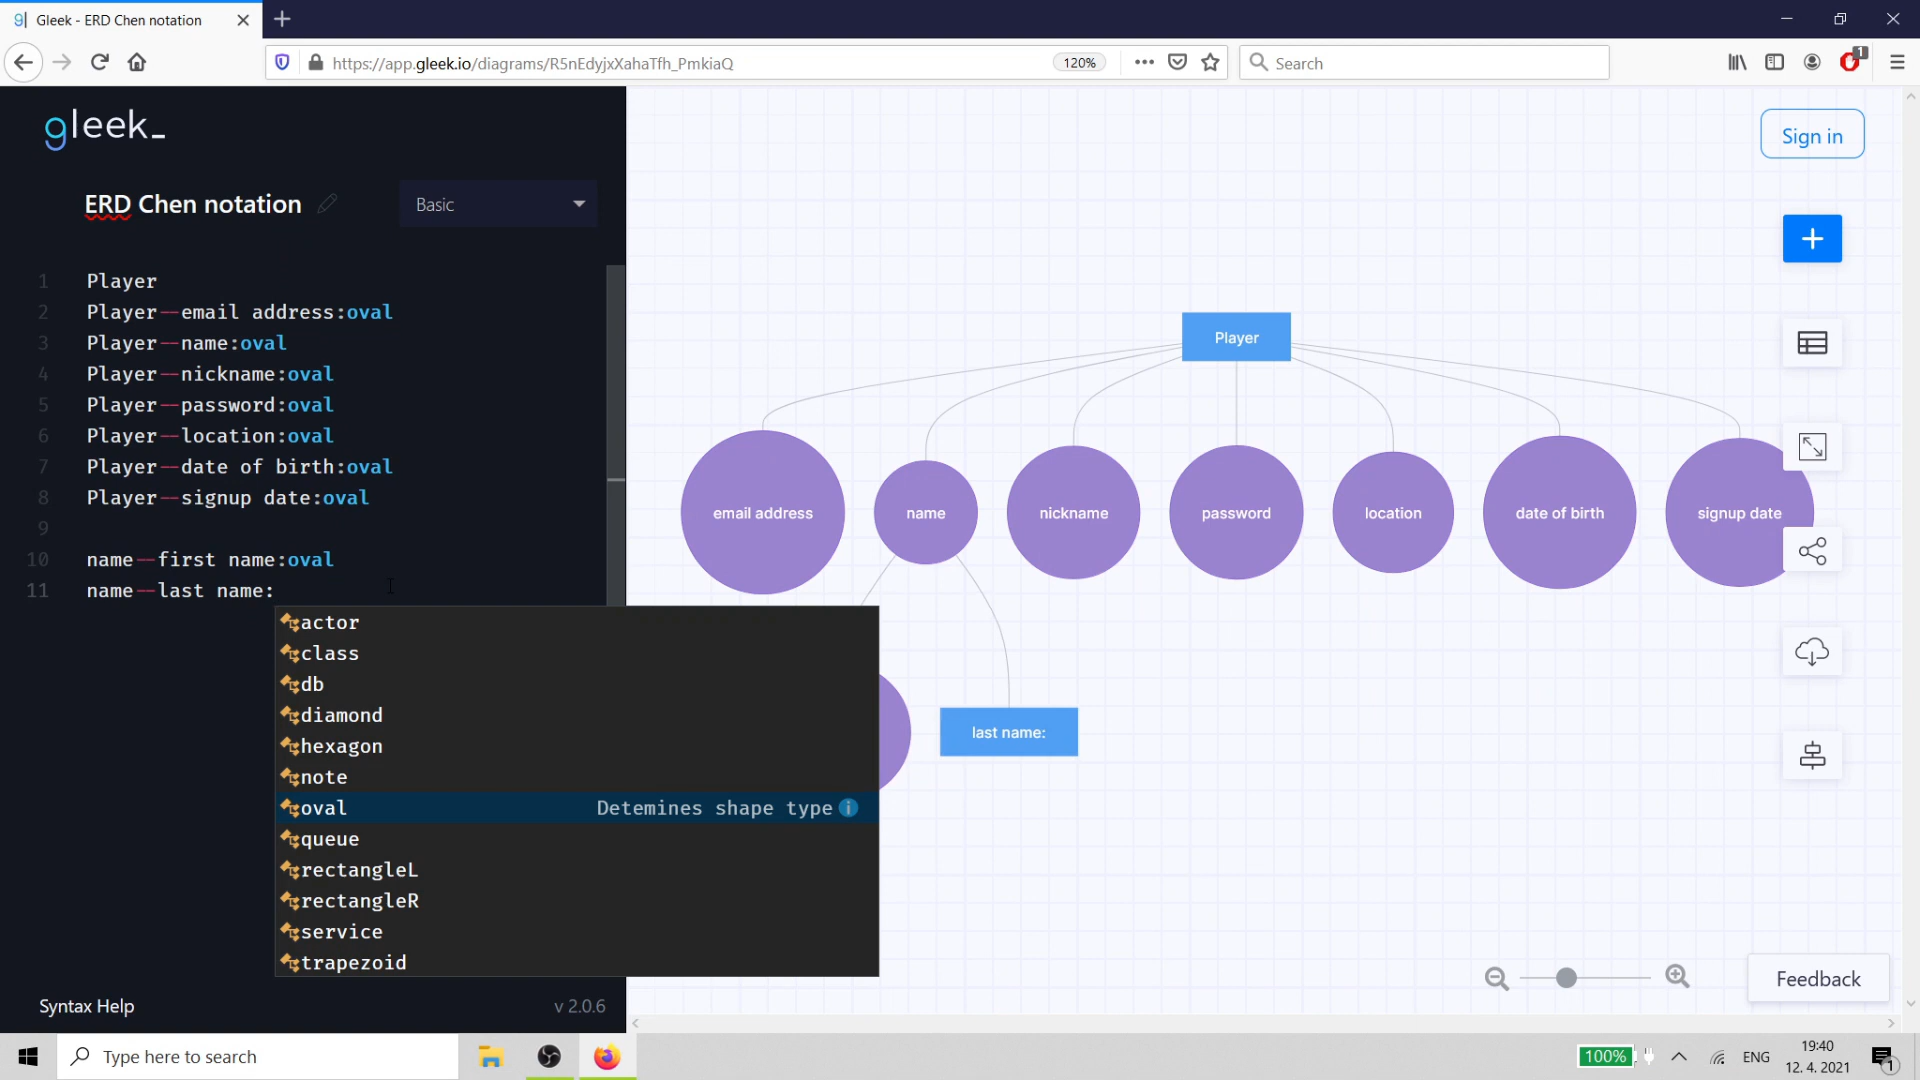 Gleek - ERD Chen notation
https://app.gleek.io/diagrams/R5nEdyjxXahaTfh_PmkiaQ
120%
Search
1
gleek_
Sign in
ERD Chen notation
Basic
1 Player
2 Player--email address:oval
3 Player--name:oval
4 Player--nickname:oval
5 Player--password:oval
6 Player--location:oval
7 Player--date of birth:oval
8 Player--signup date:oval
9
10 name--first name:oval
11 name--last name:
actor
class
db
diamond
hexagon
note
oval Detemines shape type
queue
rectangleL
rectangleR
service
trapezoid
Player
email address
name
nickname
password
location
date of birth
signup date
last name:
Feedback
Syntax Help
v 2.0.6
Type here to search
100%
ENG
19:40
12. 4. 2021
1